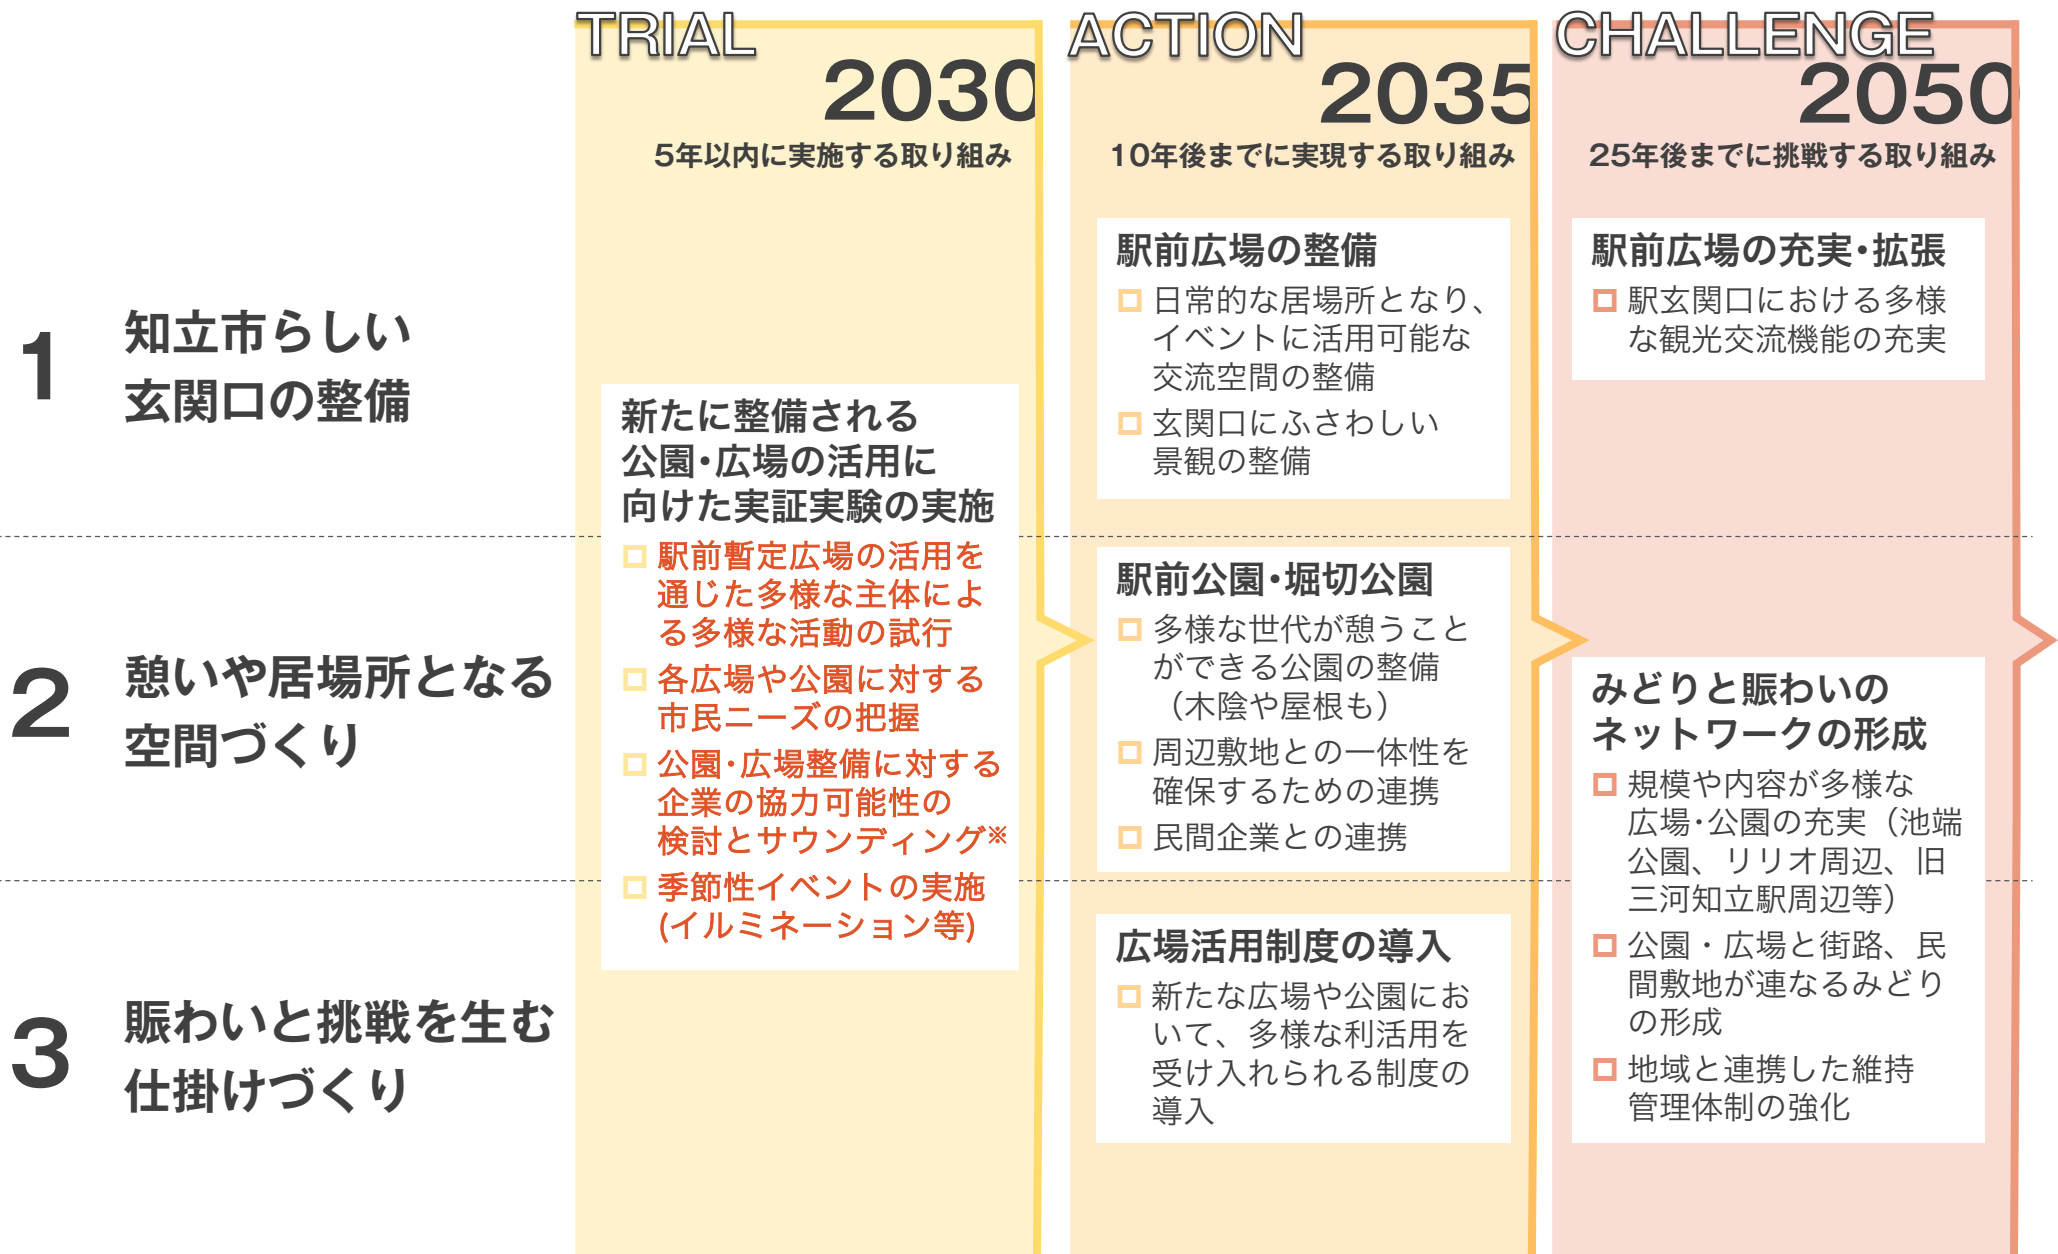 TRIAL
2030
5年以内に実施する取り組み
ACTION
2035
10年後までに実現する取り組み
CHALLENGE
2050
25年後までに挑戦する取り組み
1
知立市らしい
玄関口の整備
2
憩いや居場所となる
空間づくり
3
賑わいと挑戦を生む
仕掛けづくり
新たに整備される
公園・広場の活用に
向けた実証実験の実施
駅前暫定広場の活用を
通じた多様な主体によ
る多様な活動の試行
各広場や公園に対する
市民ニーズの把握
公園・広場整備に対する
企業の協力可能性の
検討とサウンディング※
季節性イベントの実施
(イルミネーション等)
駅前広場の整備
日常的な居場所となり、
イベントに活用可能な
交流空間の整備
玄関口にふさわしい
景観の整備
駅前公園・堀切公園
多様な世代が憩うこと
ができる公園の整備
（木陰や屋根も）
周辺敷地との一体性を
確保するための連携
民間企業との連携
広場活用制度の導入
新たな広場や公園にお
いて、多様な利活用を
受け入れられる制度の
導入
駅前広場の充実・拡張
駅玄関口における多様
な観光交流機能の充実
みどりと賑わいの
ネットワークの形成
規模や内容が多様な
広場・公園の充実（池端
公園、リリオ周辺、旧
三河知立駅周辺等）
公園・広場と街路、民
間敷地が連なるみどり
の形成
地域と連携した維持
管理体制の強化